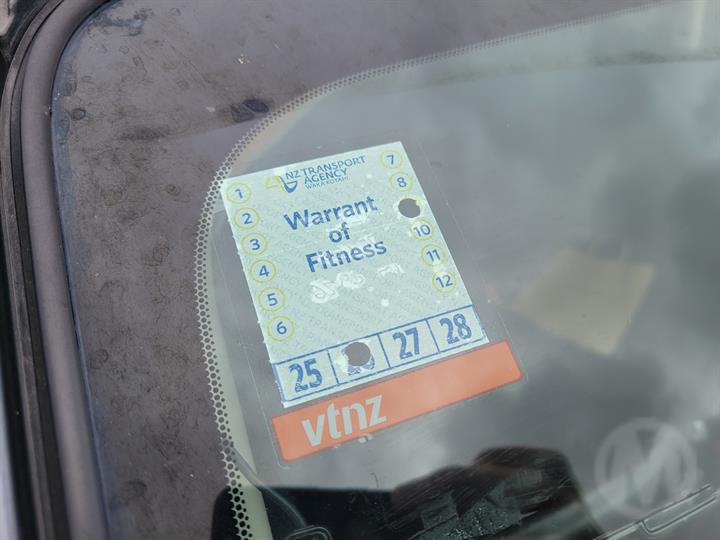 NZ TRANSPORT
AGENCY
WAKA KOTAHI
Warrant
of
Fitness
1
2
3
4
5
6
7
8
10
11
12
25
27
28
vtnz
M